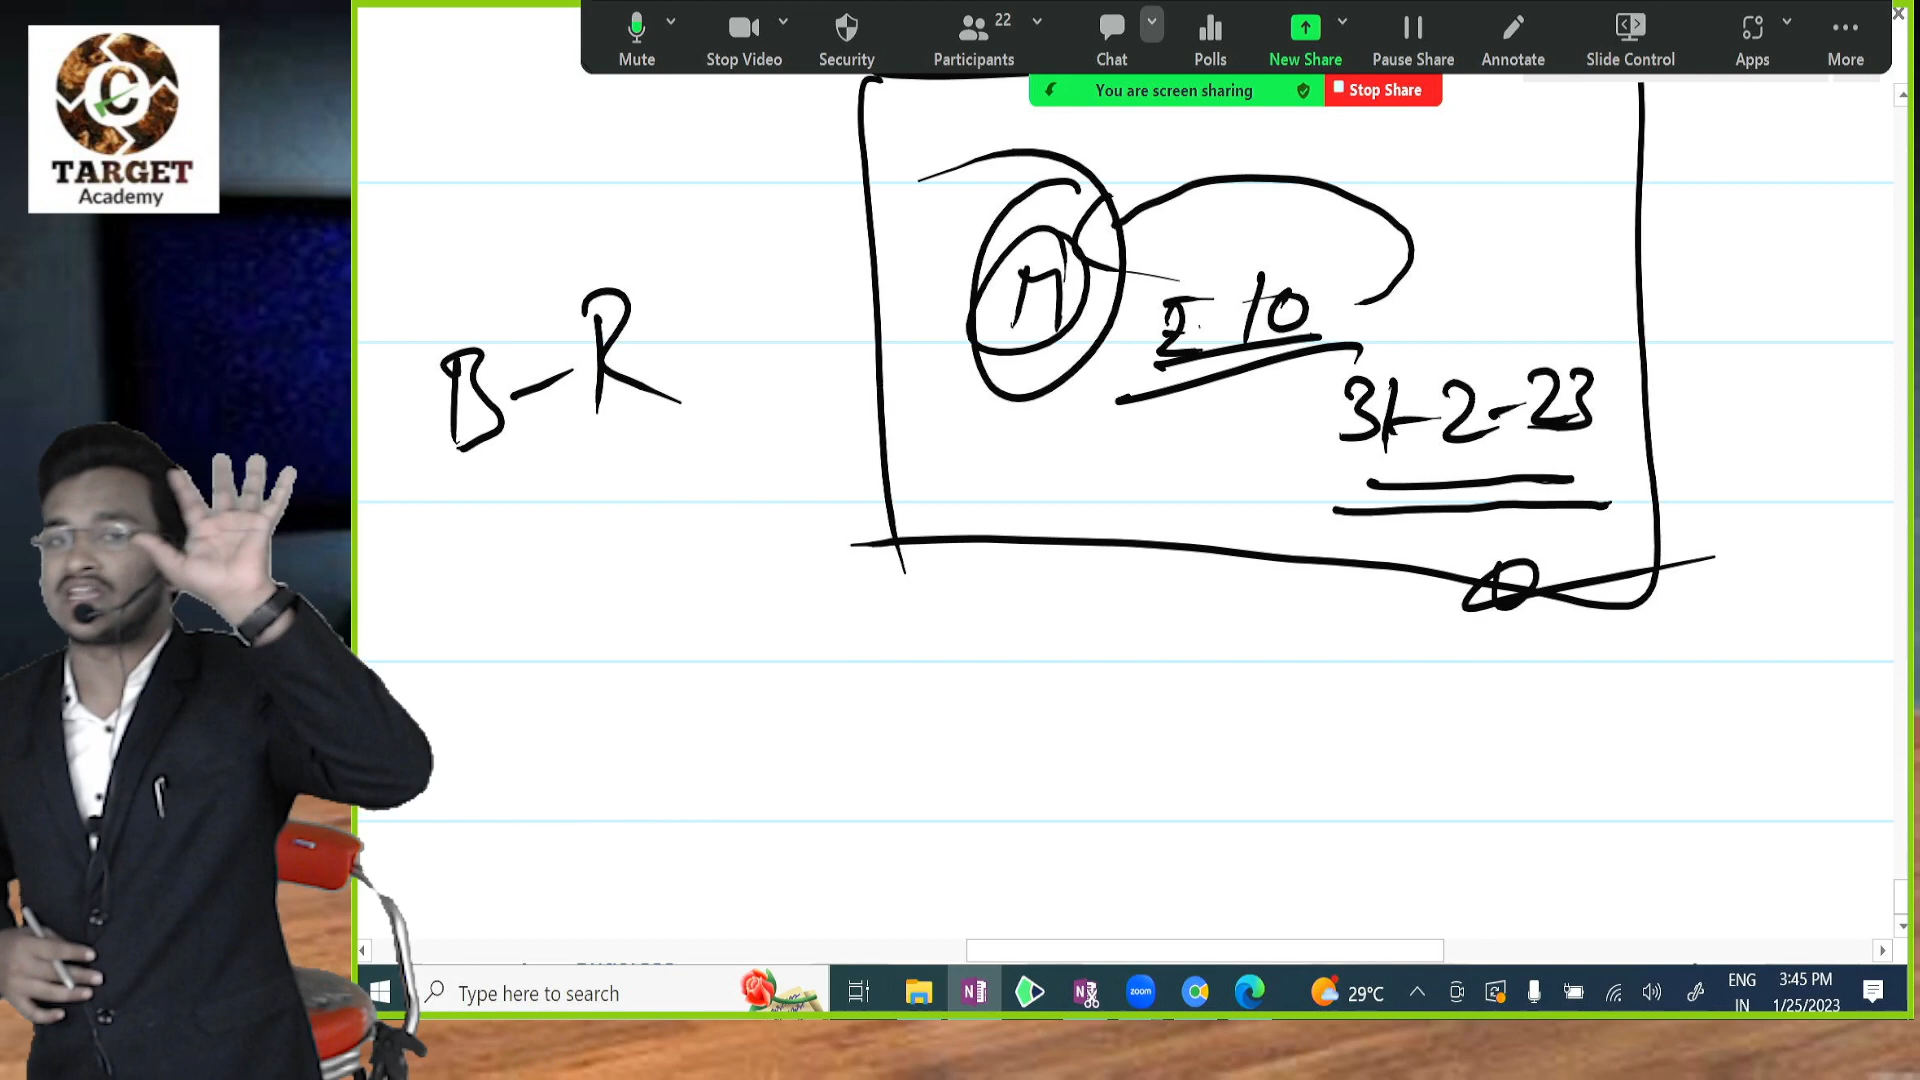 C
TARGET
Academy
Mute
Stop Video
Security
Participants
22
Chat
Polls
New Share
Pause Share
Annotate
Slide Control
Apps
More
You are screen sharing
Stop Share
B-R
M
I 10
31-2-23
Type here to search
zoom
29°C
ENG
IN
3:45 PM
1/25/2023